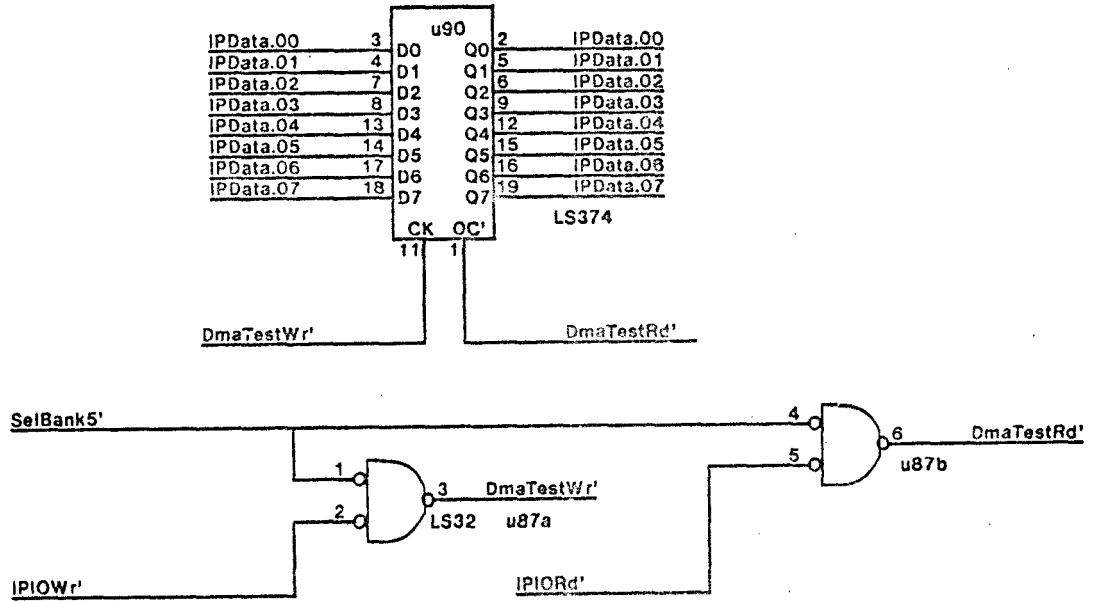 u90
IPData.00 3 D0 Q0 2 IPData.00
IPData.01 4 D1 Q1 5 IPData.01
IPData.02 7 D2 Q2 6 IPData.02
IPData.03 8 D3 Q3 9 IPData.03
IPData.04 13 D4 Q4 12 IPData.04
IPData.05 14 D5 Q5 15 IPData.05
IPData.06 17 D6 Q6 16 IPData.06
IPData.07 18 D7 Q7 19 IPData.07
CK OC' LS374
11 1
DmaTestWr' DmaTestRd'
SelBank5' 4 6 DmaTestRd'
5 u87b
1 3 DmaTestWr'
2 LS32 u87a
IPIOWr' IPIORd'